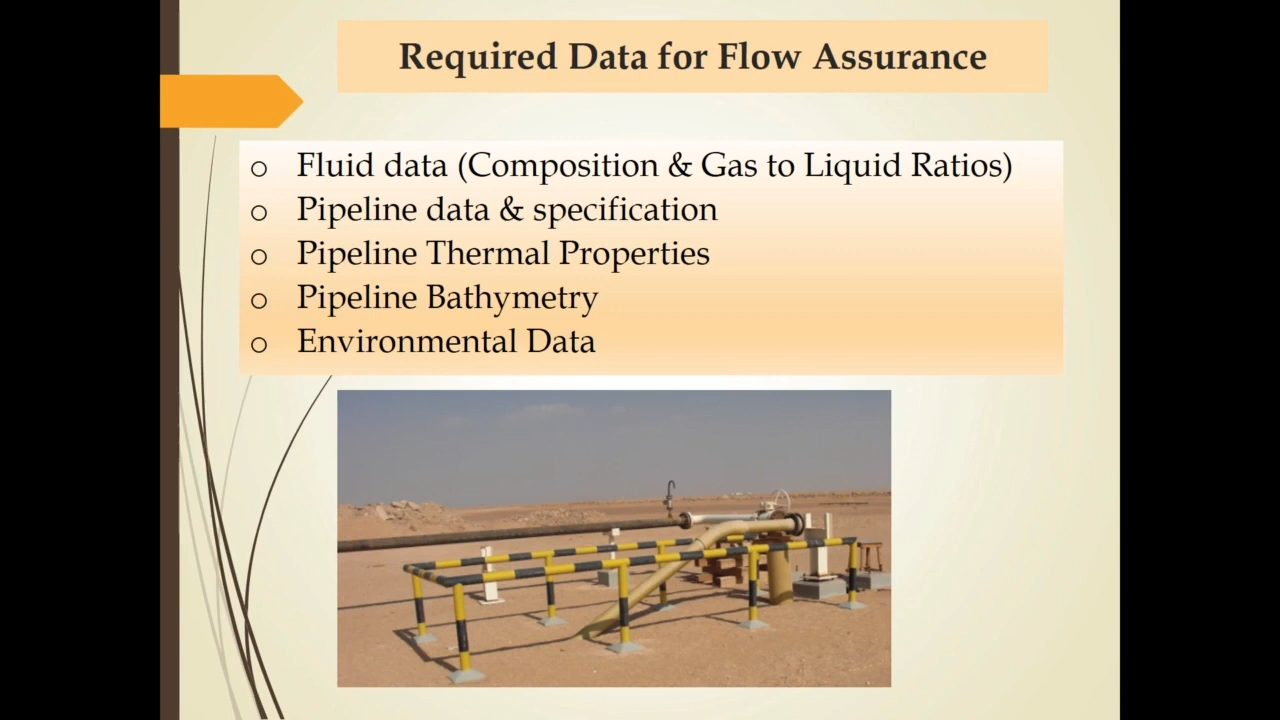 Required Data for Flow Assurance
o Fluid data (Composition & Gas to Liquid Ratios)
o Pipeline data & specification
o Pipeline Thermal Properties
o Pipeline Bathymetry
o Environmental Data